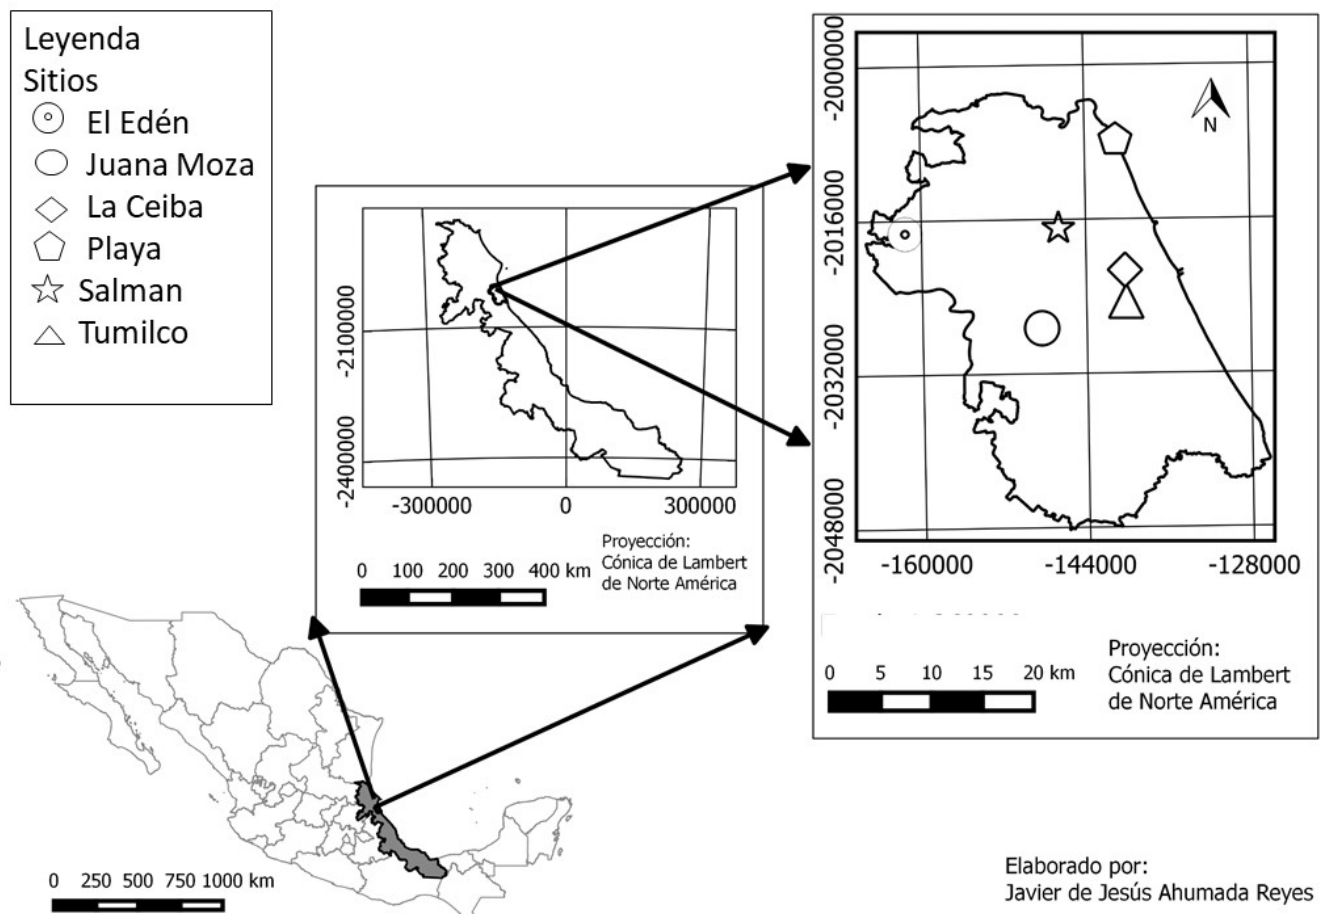 Leyenda
Sitios
El Edén
Juana Moza
La Ceiba
Playa
Salman
Tumilco
-2100000
-2400000
-300000
0
300000
Proyección:
Cónica de Lambert
de Norte América
0 100 200 300 400 km
-2000000
-2016000
-2032000
-2048000
N
-160000
-144000
-128000
0 5 10 15 20 km
Proyección:
Cónica de Lambert
de Norte América
0 250 500 750 1000 km
Elaborado por:
Javier de Jesús Ahumada Reyes